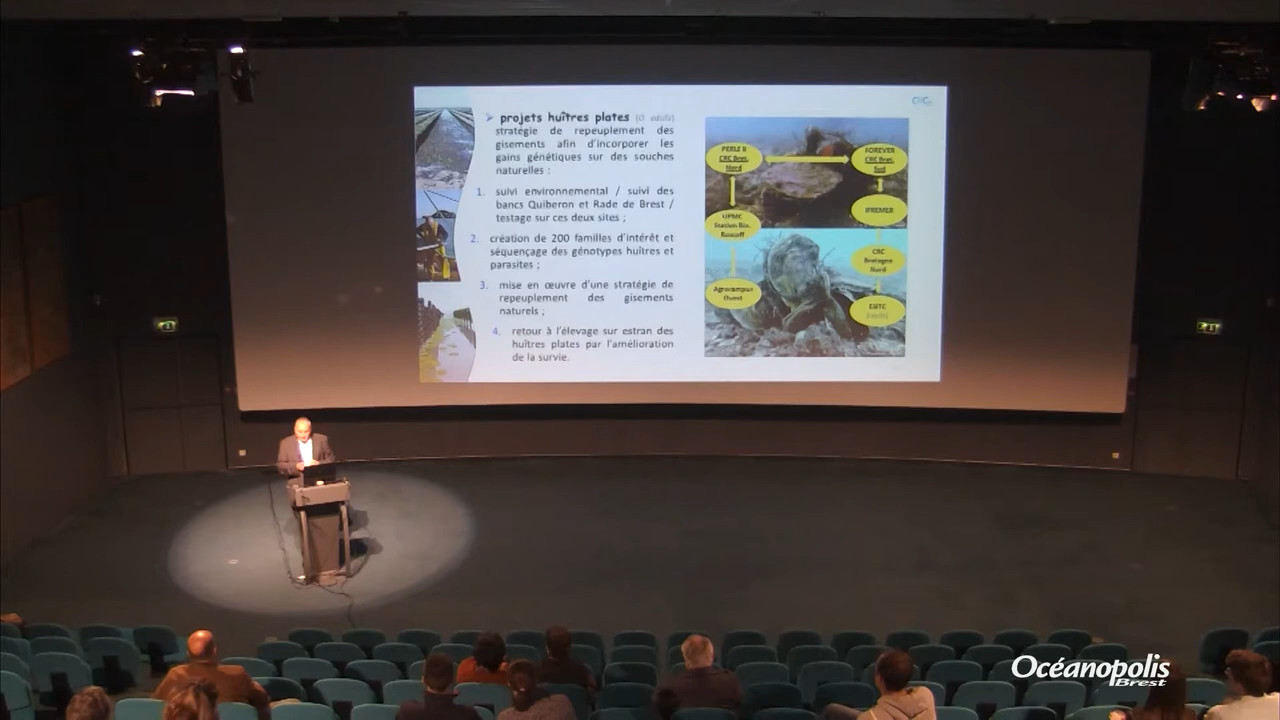 projets huîtres plates (O. edulis)
stratégie de repeuplement des
gisements afin d'incorporer les
gains génétiques sur des souches
naturelles :
1. suivi environnemental / suivi des
bancs Quiberon et Rade de Brest /
testage sur ces deux sites ;
2. création de 200 familles d'intérêt et
séquençage des génotypes huîtres et
parasites ;
3. mise en œuvre d'une stratégie de
repeuplement des gisements
naturels ;
4. retour à l'élevage sur estran des
huîtres plates par l'amélioration
de la survie.
PERLE II
CRC Bret.
Nord
FOREVER
CRC Bret.
Sud
UPMC
Station Bio.
Roscoff
IFREMER
CRC
Bretagne
Nord
Agrocampus
Ouest
Océanopolis
Brest